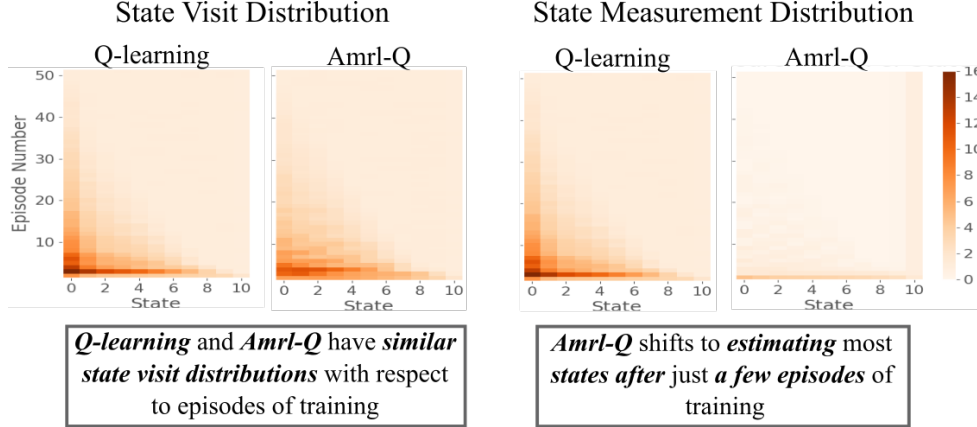 State Visit Distribution
State Measurement Distribution
Q-learning
Amrl-Q
Q-learning
Amrl-Q
50
40
30
20
10
Episode Number
0 2 4 6 8 10
State
0 2 4 6 8 10
State
0 2 4 6 8 10
State
0 2 4 6 8 10
State
16
14
12
10
8
6
4
2
0
Q-learning and Amrl-Q have similar
state visit distributions with respect
to episodes of training
Amrl-Q shifts to estimating most
states after just a few episodes of
training